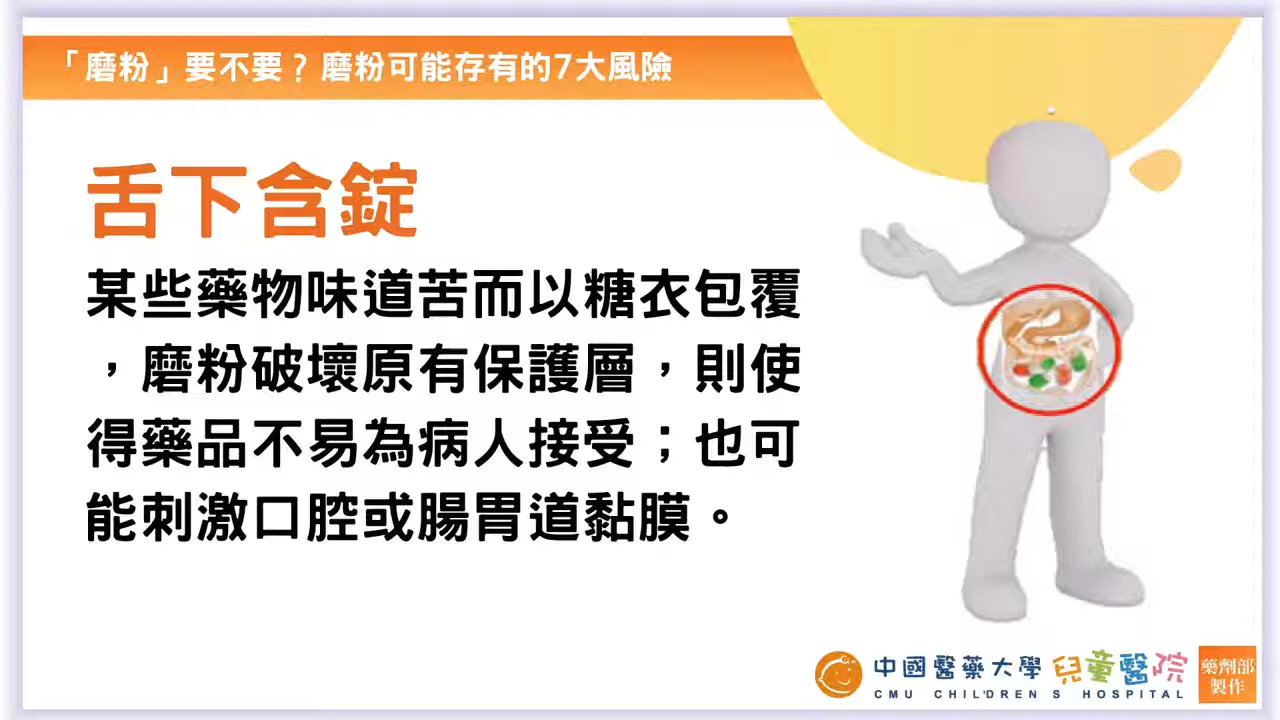 「磨粉」要不要？磨粉可能存有的7大風險
舌下含錠
某些藥物味道苦而以糖衣包覆
，磨粉破壞原有保護層，則使
得藥品不易為病人接受；也可
能刺激口腔或腸胃道黏膜。
中國醫藥大學 兒童醫院
CMU CHIL'DREN S HOSPITAL
藥劑部
製作